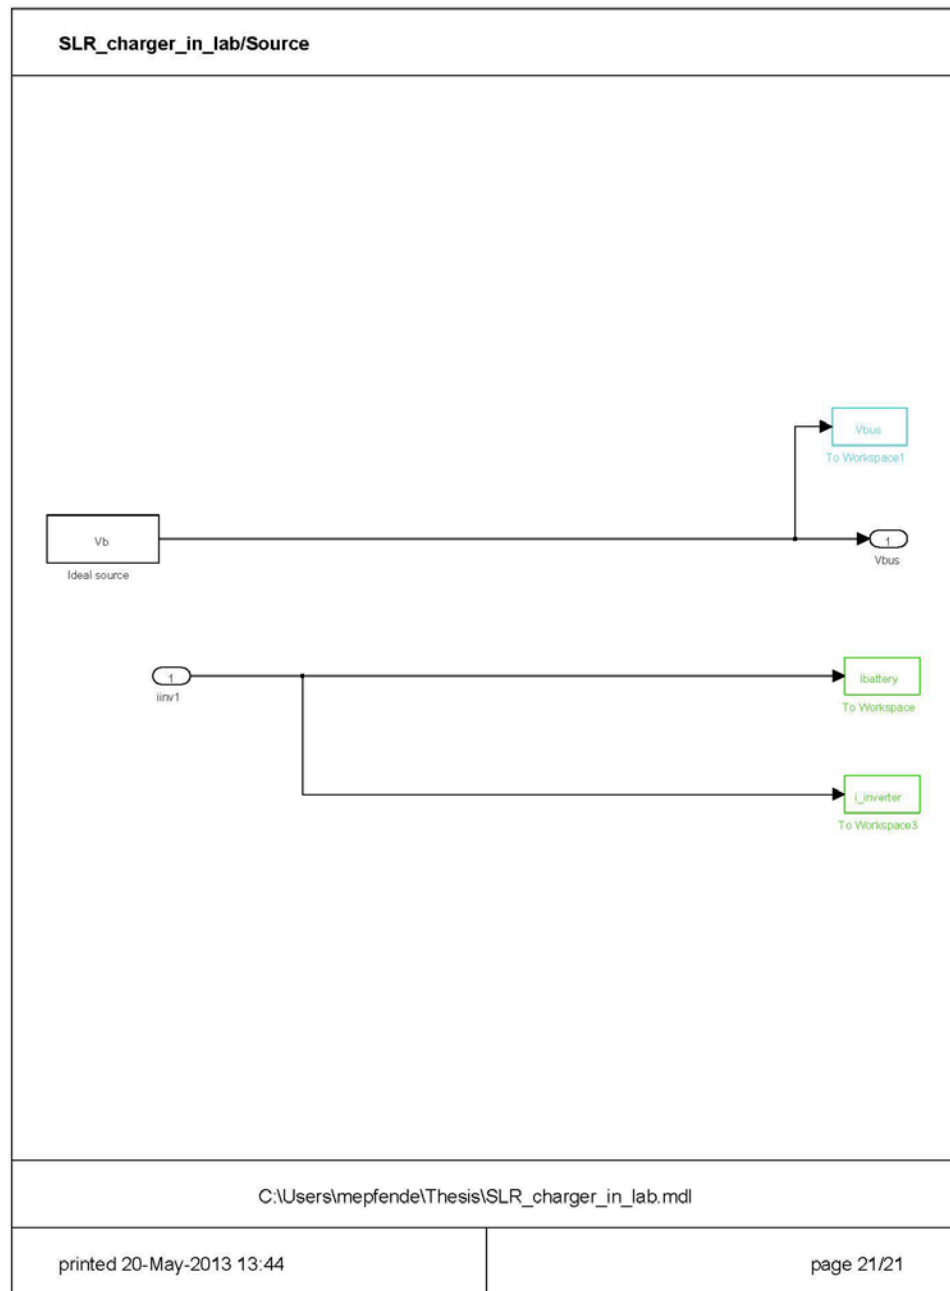 SLR_charger_in_lab/Source
Vbus
To Workspace1
Vb
Ideal source
1
Vbus
1
iinv1
ibattery
To Workspace
i_inverter
To Workspace3
C:\Users\mepfende\Thesis\SLR_charger_in_lab.mdl
printed 20-May-2013 13:44
page 21/21